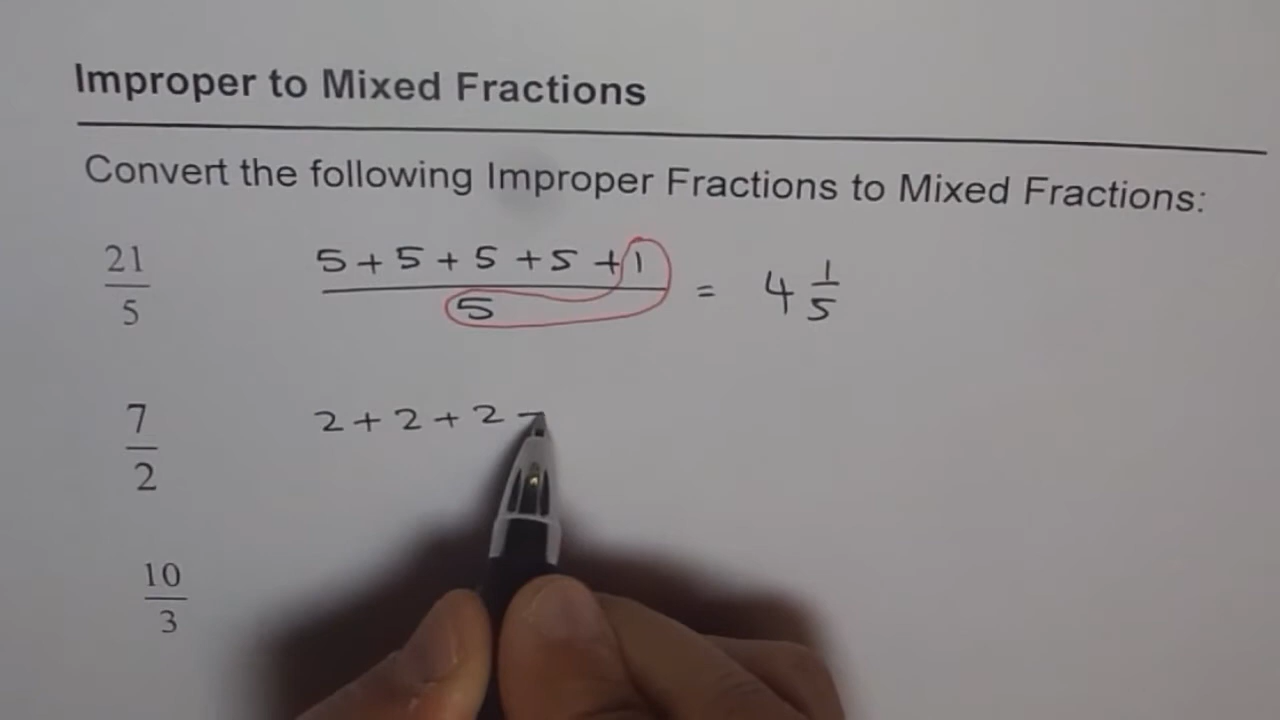 Improper to Mixed Fractions
Convert the following Improper Fractions to Mixed Fractions:
21/5 5+5+5+5+1/5 = 4 1/5
7/2 2+2+2
10/3